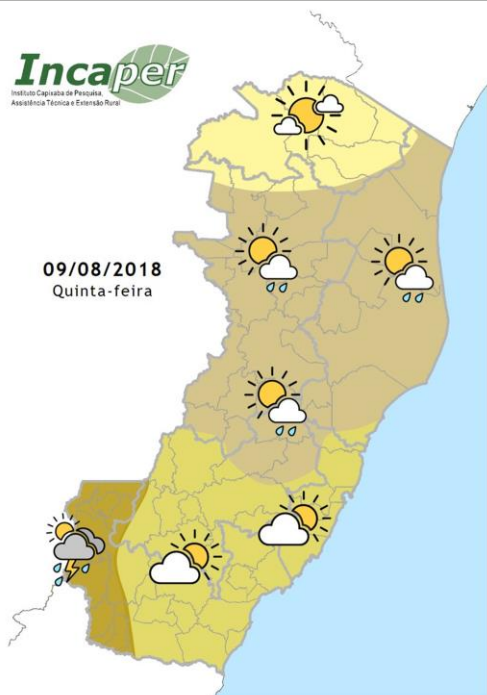 Incaper
Instituto Capixaba de Pesquisa,
Assistência Técnica e Extensão Rural
09/08/2018
Quinta-feira